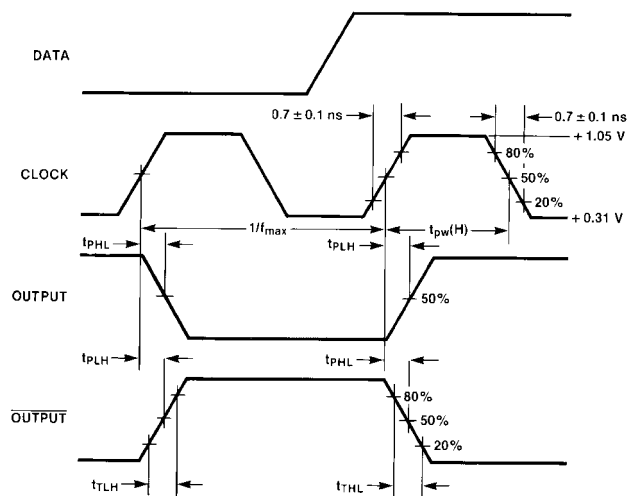 DATA
0.7 ± 0.1 ns
0.7 ± 0.1 ns
+ 1.05 V
CLOCK
80%
50%
20%
+ 0.31 V
tPHL
1/fmax
tPLH
tpw(H)
OUTPUT
50%
tPLH
tPHL
OUTPUT
80%
50%
20%
tTLH
tTHL